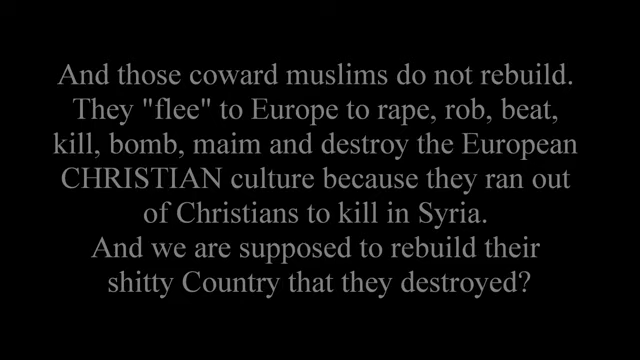 And those coward muslims do not rebuild.
They "flee" to Europe to rape, rob, beat,
kill, bomb, maim and destroy the European
CHRISTIAN culture because they ran out
of Christians to kill in Syria.
And we are supposed to rebuild their
shitty Country that they destroyed?